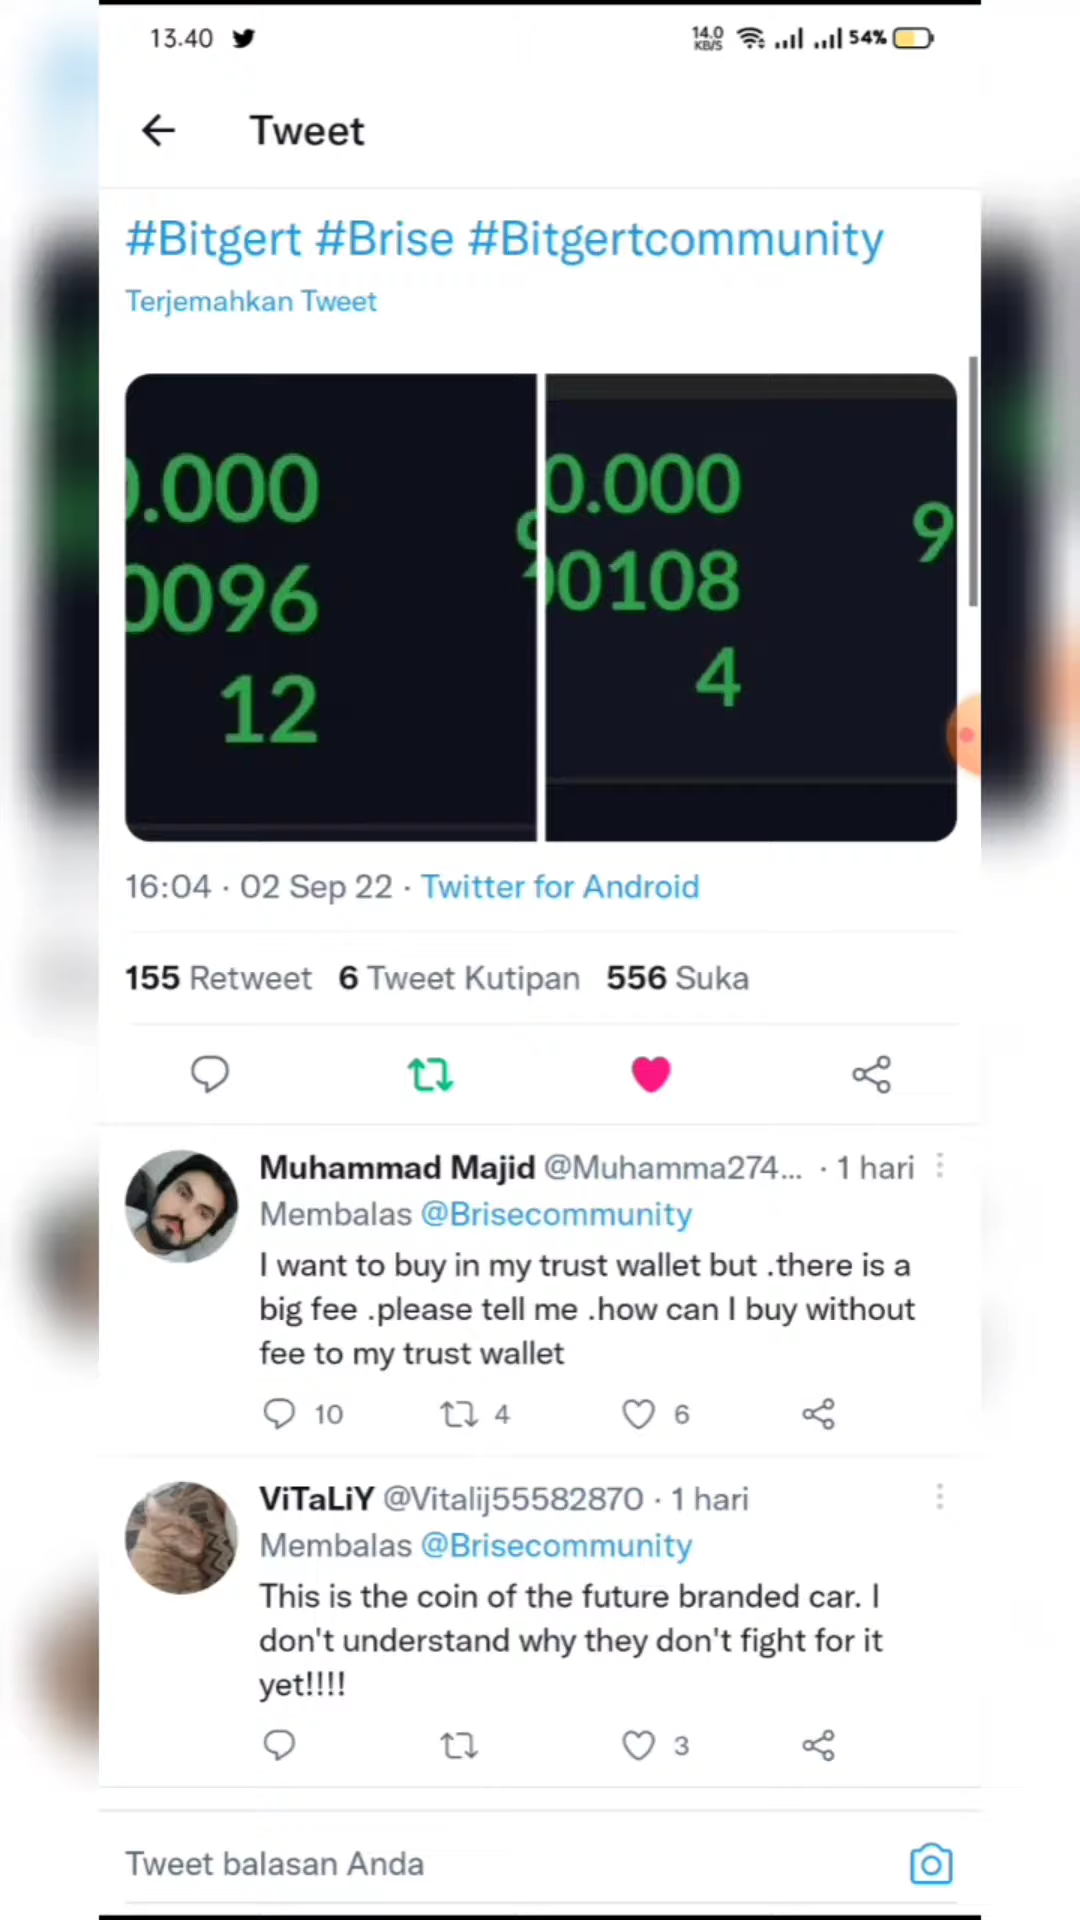 13.40
14.0
KB/S
54%
Tweet
#Bitgert #Brise #Bitgertcommunity
Terjemahkan Tweet
0.000
0096
12
9
0.000
00108
4
9
16:04 · 02 Sep 22 · Twitter for Android
155 Retweet 6 Tweet Kutipan 556 Suka
Muhammad Majid @Muhamma274... · 1 hari
Membalas @Brisecommunity
I want to buy in my trust wallet but .there is a
big fee .please tell me .how can I buy without
fee to my trust wallet
10 4 6
ViTaLiY @Vitalij55582870 · 1 hari
Membalas @Brisecommunity
This is the coin of the future branded car. I
don't understand why they don't fight for it
yet!!!!
3
Tweet balasan Anda